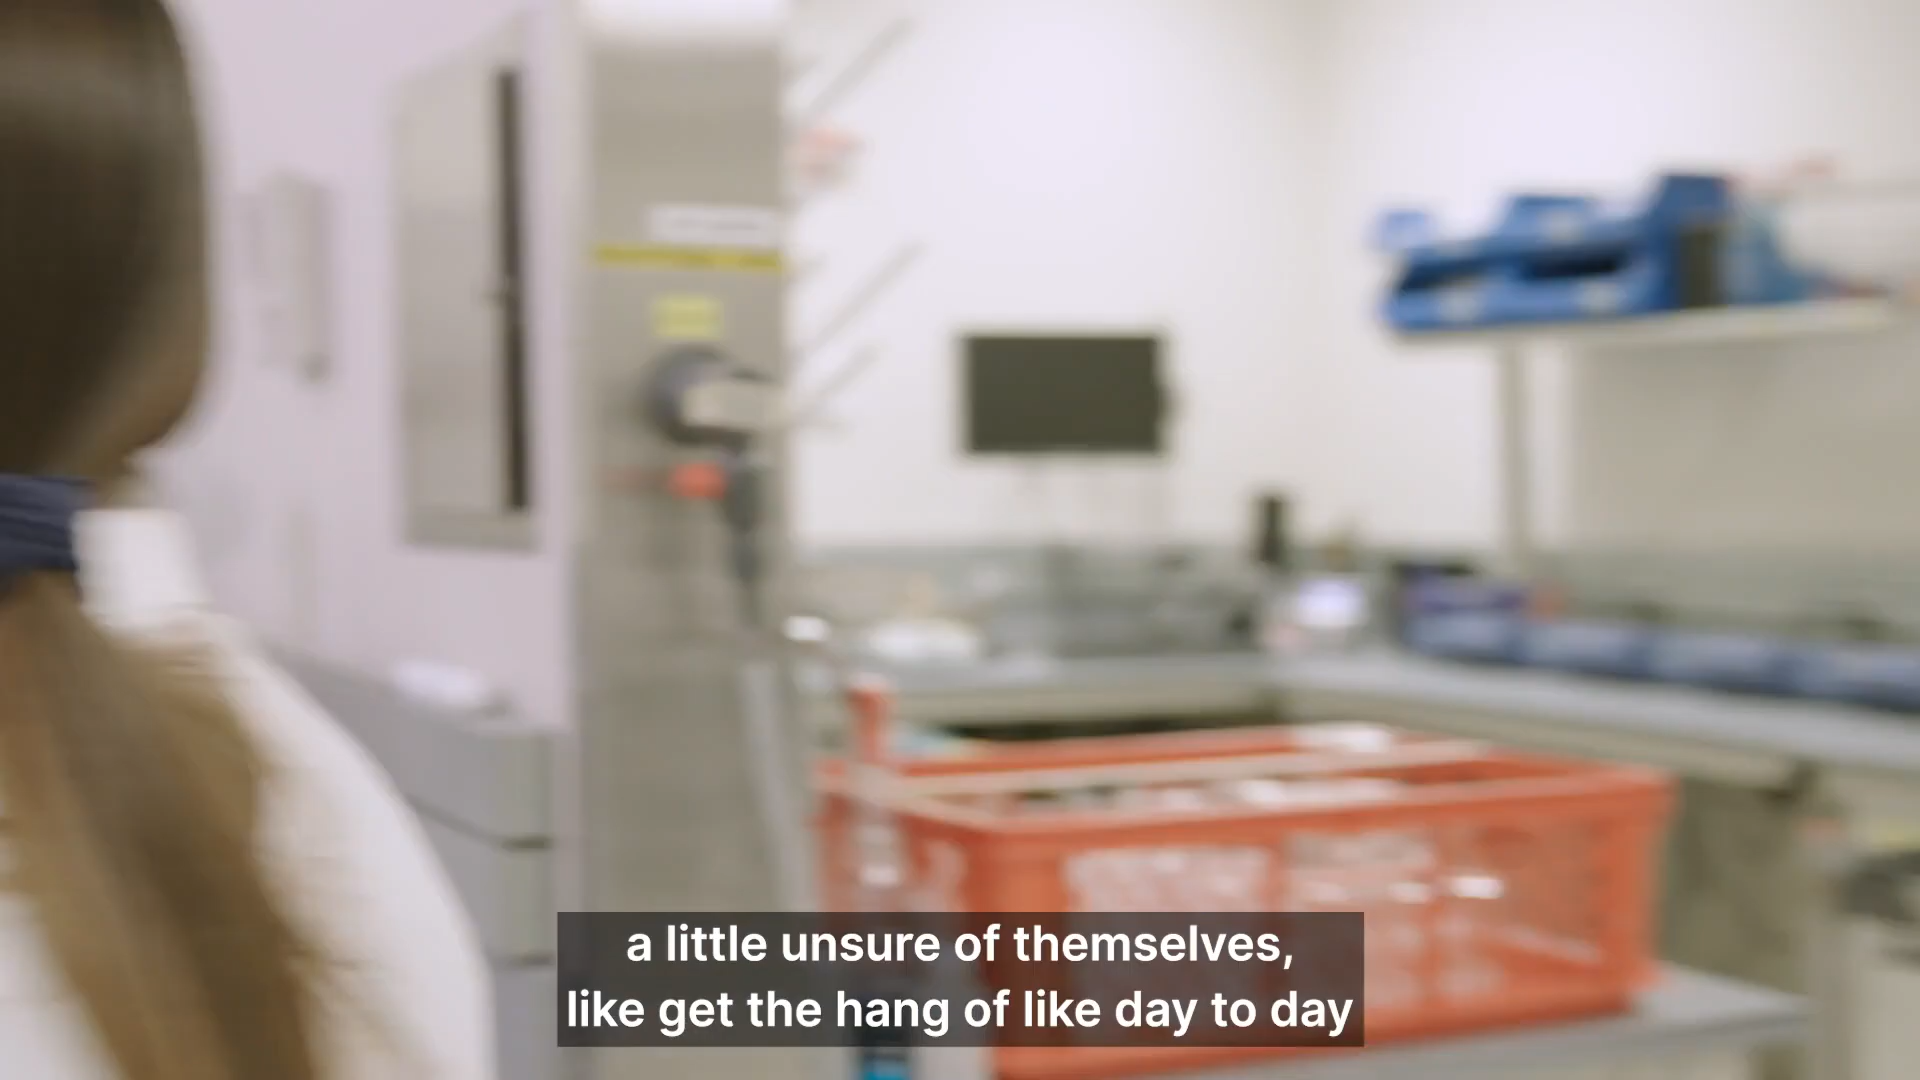 a little unsure of themselves,
like get the hang of like day to day